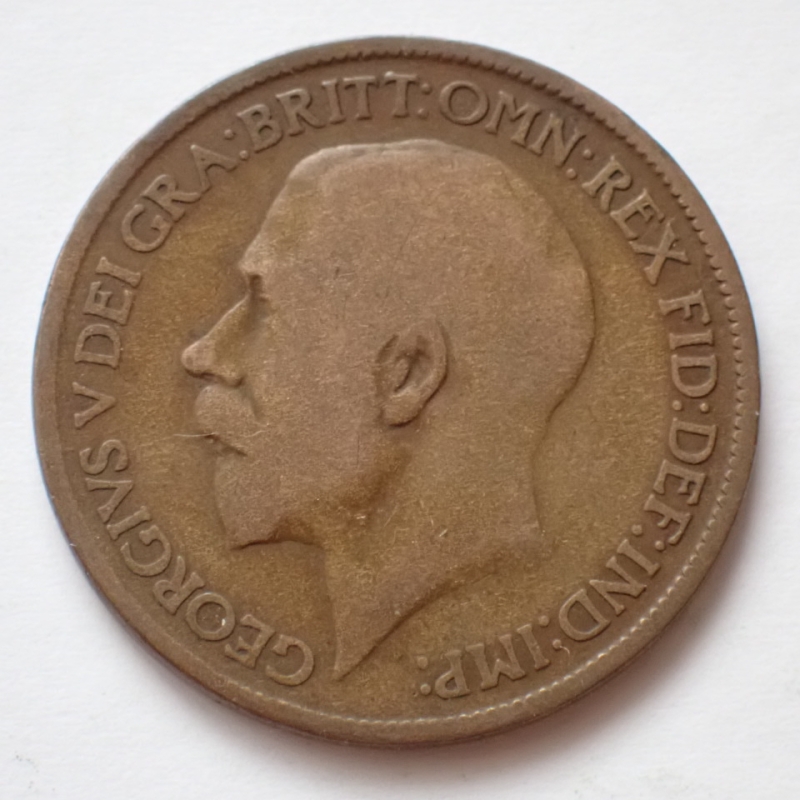 GEORGIVS V DEI GRA: BRITT: OMN: REX FID: DEF: IND: IMP: